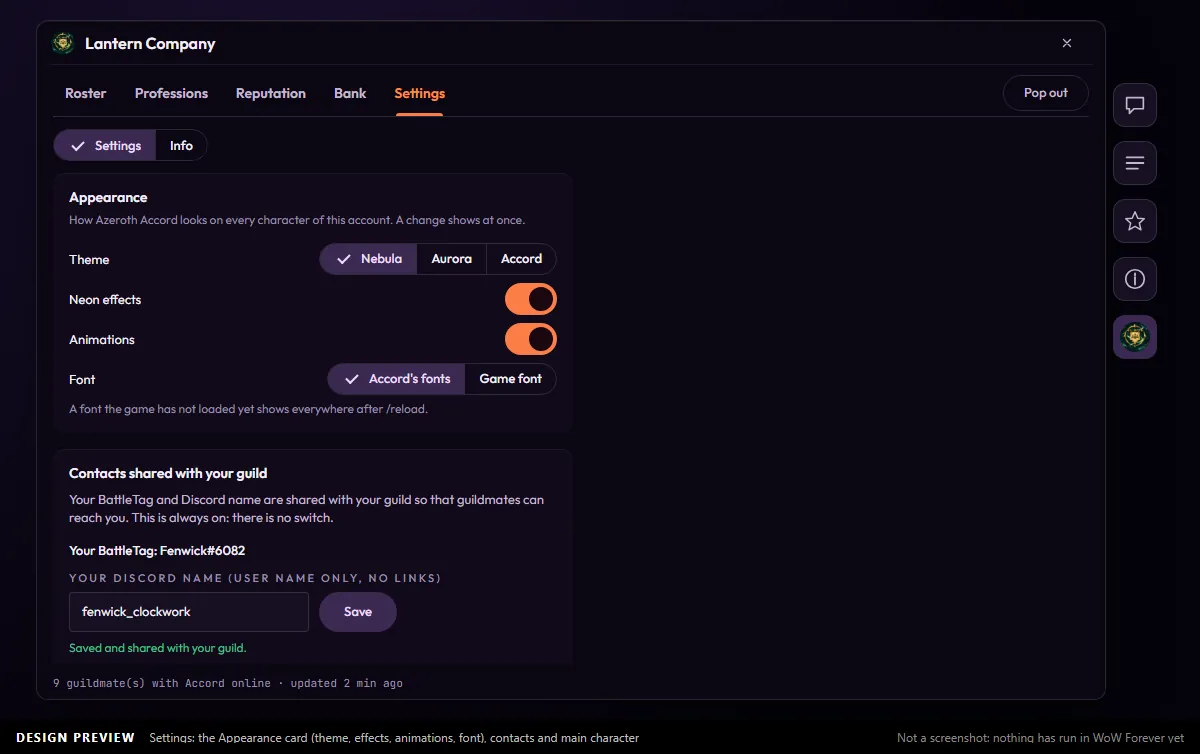 Lantern Company
Roster Professions Reputation Bank Settings Pop out
Settings Info
Appearance
How Azeroth Accord looks on every character of this account. A change shows at once.
Theme Nebula Aurora Accord
Neon effects
Animations
Font Accord's fonts Game font
A font the game has not loaded yet shows everywhere after /reload.
Contacts shared with your guild
Your BattleTag and Discord name are shared with your guild so that guildmates can
reach you. This is always on: there is no switch.
Your BattleTag: Fenwick#6082
YOUR DISCORD NAME (USER NAME ONLY, NO LINKS)
fenwick_clockwork Save
Saved and shared with your guild.
9 guildmate(s) with Accord online · updated 2 min ago
DESIGN PREVIEW Settings: the Appearance card (theme, effects, animations, font), contacts and main character Not a screenshot: nothing has run in WoW Forever yet